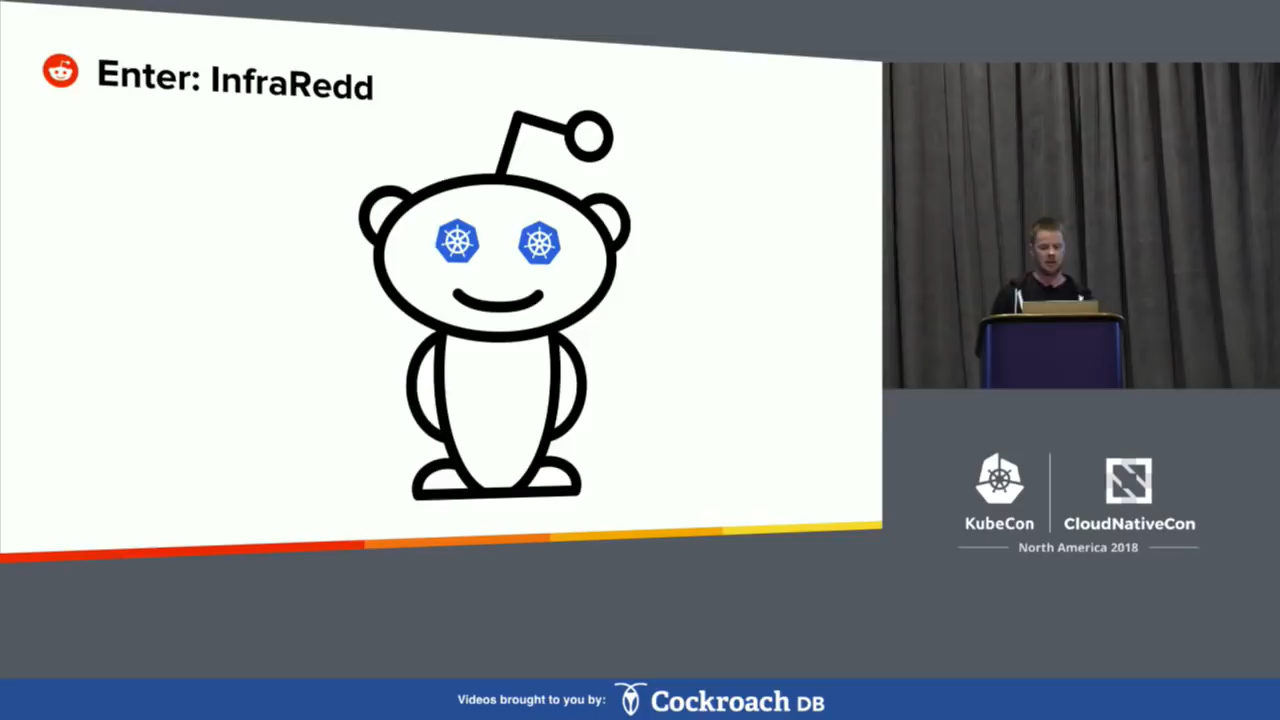 Enter: InfraRedd
KubeCon
CloudNativeCon
North America 2018
Videos brought to you by:
Cockroach DB